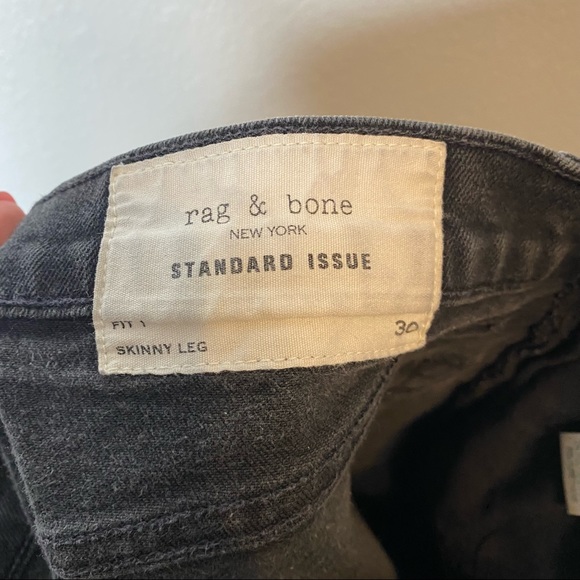 rag & bone
NEW YORK
STANDARD ISSUE
FIT 1
30
SKINNY LEG